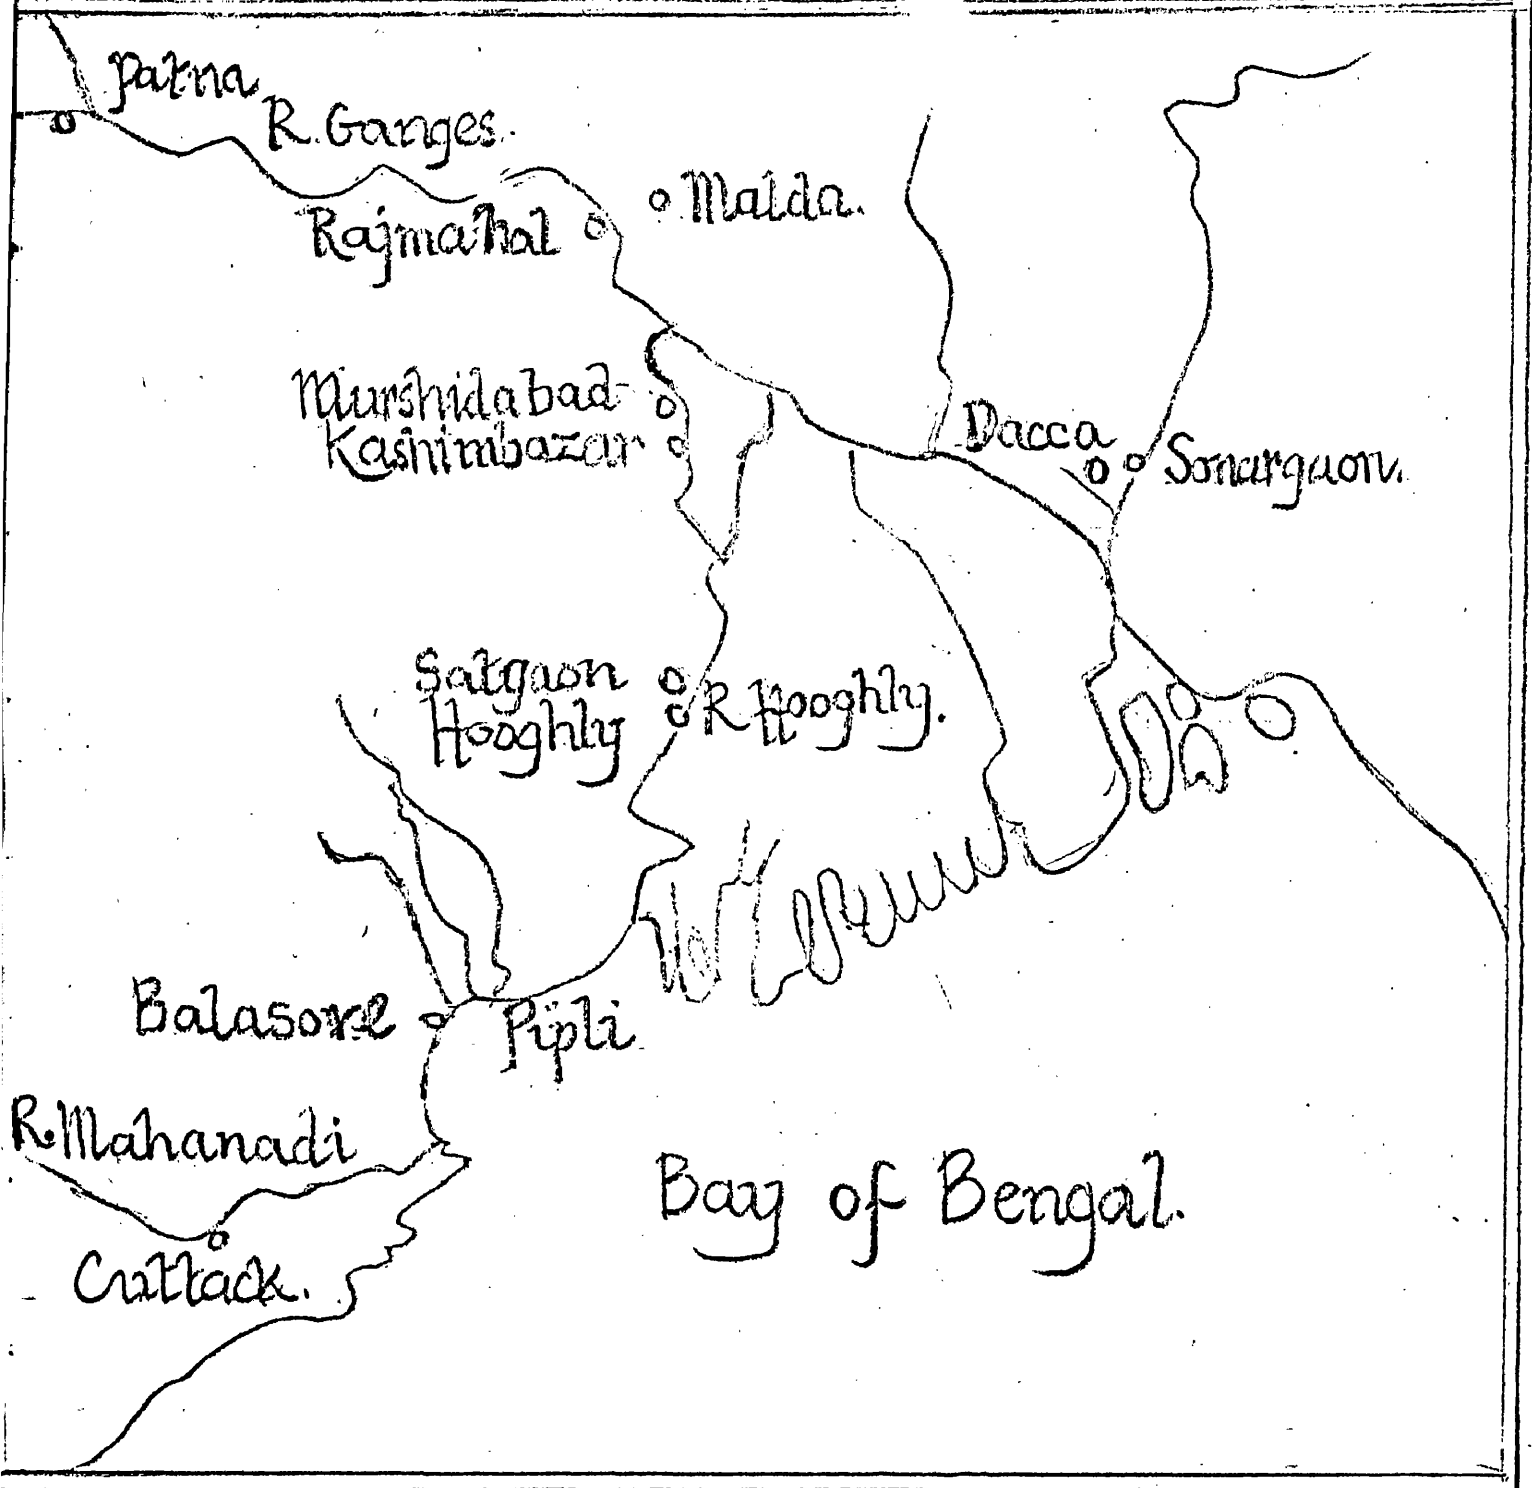 Patna
R. Ganges.
Malda.
Rajmahal
Murshidabad
Kashimbazar
Dacca
Sonargaon.
Satgaon
Hooghly
R Hooghly.
Balasore
Pipli
R. Mahanadi
Bay of Bengal.
Cuttack.